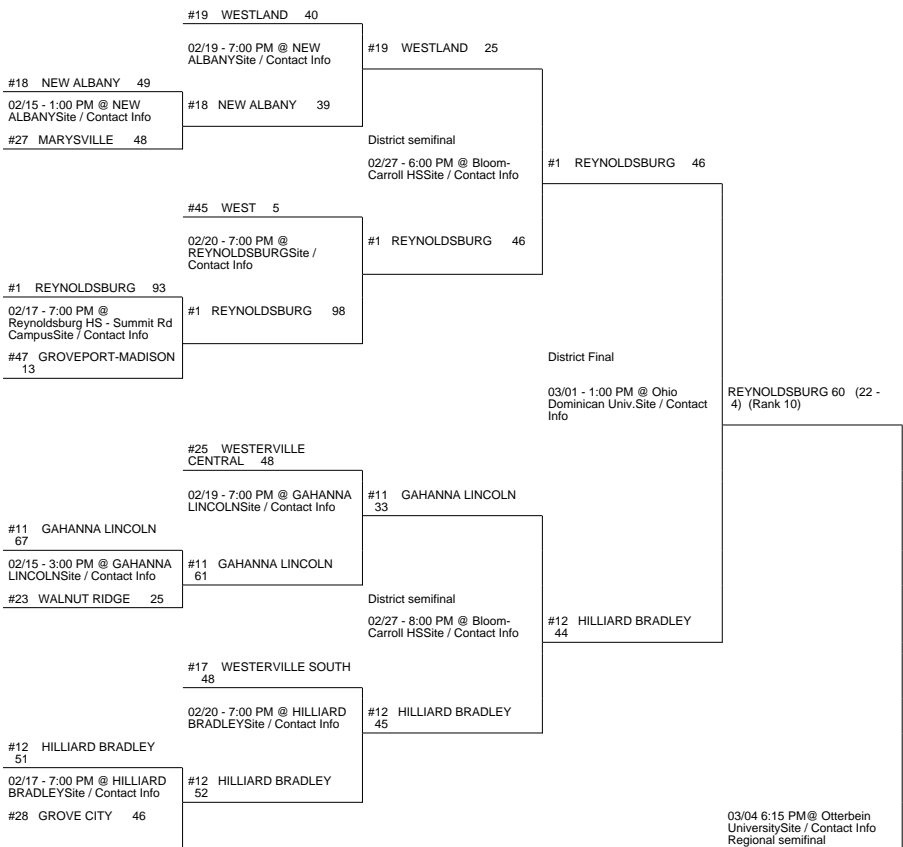 #19 WESTLAND 40
02/19 - 7:00 PM @ NEW
ALBANYSite / Contact Info
#19 WESTLAND 25
#18 NEW ALBANY 49
02/15 - 1:00 PM @ NEW
ALBANYSite / Contact Info
#18 NEW ALBANY 39
#27 MARYSVILLE 48
District semifinal
02/27 - 6:00 PM @ Bloom-
Carroll HSSite / Contact Info
#1 REYNOLDSBURG 46
#45 WEST 5
02/20 - 7:00 PM @
REYNOLDSBURGSite /
Contact Info
#1 REYNOLDSBURG 46
#1 REYNOLDSBURG 93
02/17 - 7:00 PM @
Reynoldsburg HS - Summit Rd
CampusSite / Contact Info
#1 REYNOLDSBURG 98
#47 GROVEPORT-MADISON
13
District Final
03/01 - 1:00 PM @ Ohio
Dominican Univ.Site / Contact
Info
REYNOLDSBURG 60 (22 -
4) (Rank 10)
#25 WESTERVILLE
CENTRAL 48
02/19 - 7:00 PM @ GAHANNA
LINCOLNSite / Contact Info
#11 GAHANNA LINCOLN
33
#11 GAHANNA LINCOLN
67
02/15 - 3:00 PM @ GAHANNA
LINCOLNSite / Contact Info
#11 GAHANNA LINCOLN
61
#23 WALNUT RIDGE 25
District semifinal
02/27 - 8:00 PM @ Bloom-
Carroll HSSite / Contact Info
#12 HILLIARD BRADLEY
44
#17 WESTERVILLE SOUTH
48
02/20 - 7:00 PM @ HILLIARD
BRADLEYSite / Contact Info
#12 HILLIARD BRADLEY
45
#12 HILLIARD BRADLEY
51
02/17 - 7:00 PM @ HILLIARD
BRADLEYSite / Contact Info
#12 HILLIARD BRADLEY
52
#28 GROVE CITY 46
03/04 6:15 PM@ Otterbein
UniversitySite / Contact Info
Regional semifinal